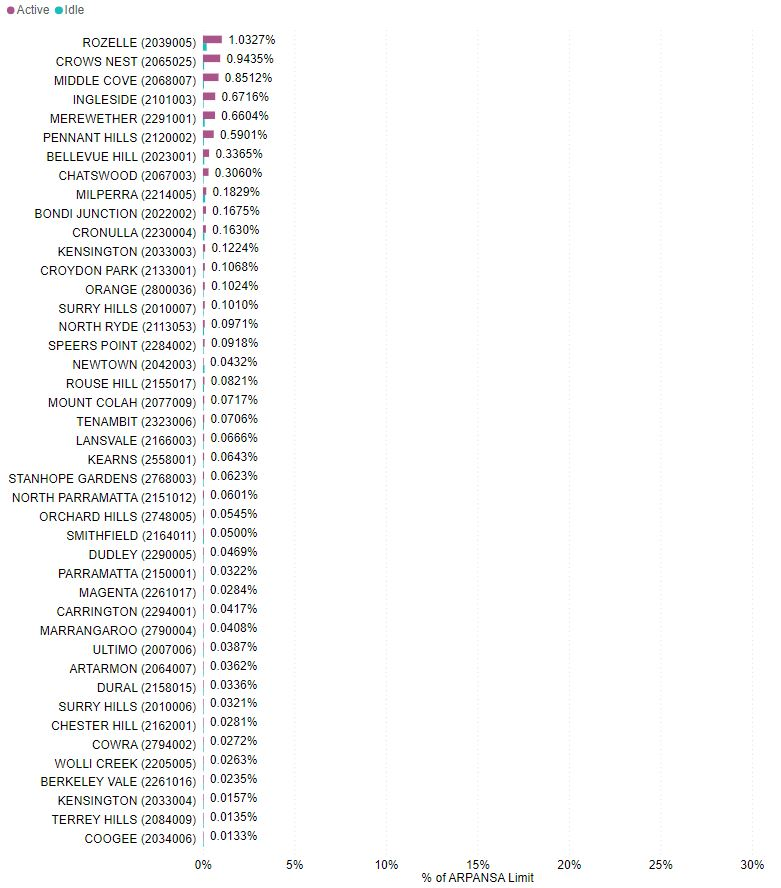 Active Idle
ROZELLE (2039005) 1.0327%
CROWS NEST (2065025) 0.9435%
MIDDLE COVE (2068007) 0.8512%
INGLESIDE (2101003) 0.6716%
MEREWETHER (2291001) 0.6604%
PENNANT HILLS (2120002) 0.5901%
BELLEVUE HILL (2023001) 0.3365%
CHATSWOOD (2067003) 0.3060%
MILPERRA (2214005) 0.1829%
BONDI JUNCTION (2022002) 0.1675%
CRONULLA (2230004) 0.1630%
KENSINGTON (2033003) 0.1224%
CROYDON PARK (2133001) 0.1068%
ORANGE (2800036) 0.1024%
SURRY HILLS (2010007) 0.1010%
NORTH RYDE (2113053) 0.0971%
SPEERS POINT (2284002) 0.0918%
NEWTOWN (2042003) 0.0432%
ROUSE HILL (2155017) 0.0821%
MOUNT COLAH (2077009) 0.0717%
TENAMBIT (2323006) 0.0706%
LANSVALE (2166003) 0.0666%
KEARNS (2558001) 0.0643%
STANHOPE GARDENS (2768003) 0.0623%
NORTH PARRAMATTA (2151012) 0.0601%
ORCHARD HILLS (2748005) 0.0545%
SMITHFIELD (2164011) 0.0500%
DUDLEY (2290005) 0.0469%
PARRAMATTA (2150001) 0.0322%
MAGENTA (2261017) 0.0284%
CARRINGTON (2294001) 0.0417%
MARRANGAROO (2790004) 0.0408%
ULTIMO (2007006) 0.0387%
ARTARMON (2064007) 0.0362%
DURAL (2158015) 0.0336%
SURRY HILLS (2010006) 0.0321%
CHESTER HILL (2162001) 0.0281%
COWRA (2794002) 0.0272%
WOLLI CREEK (2205005) 0.0263%
BERKELEY VALE (2261016) 0.0235%
KENSINGTON (2033004) 0.0157%
TERREY HILLS (2084009) 0.0135%
COOGEE (2034006) 0.0133%
0% 5% 10% 15% 20% 25% 30%
% of ARPANSA Limit